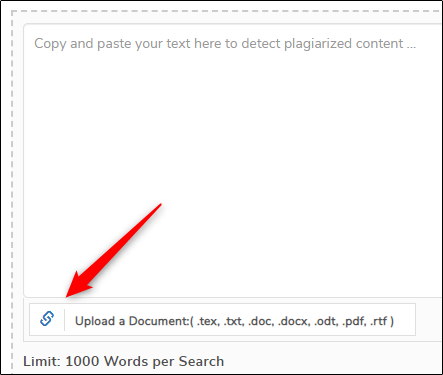 Copy and paste your text here to detect plagiarized content ...
Upload a Document:( .tex, .txt, .doc, .docx, .odt, .pdf, .rtf )
Limit: 1000 Words per Search